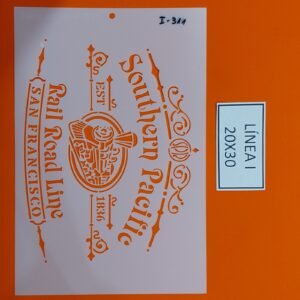 I-311
Southern Pacific
EST
1836
Rail Road Line
SAN FRANCISCO
LÍNEA I
20X30